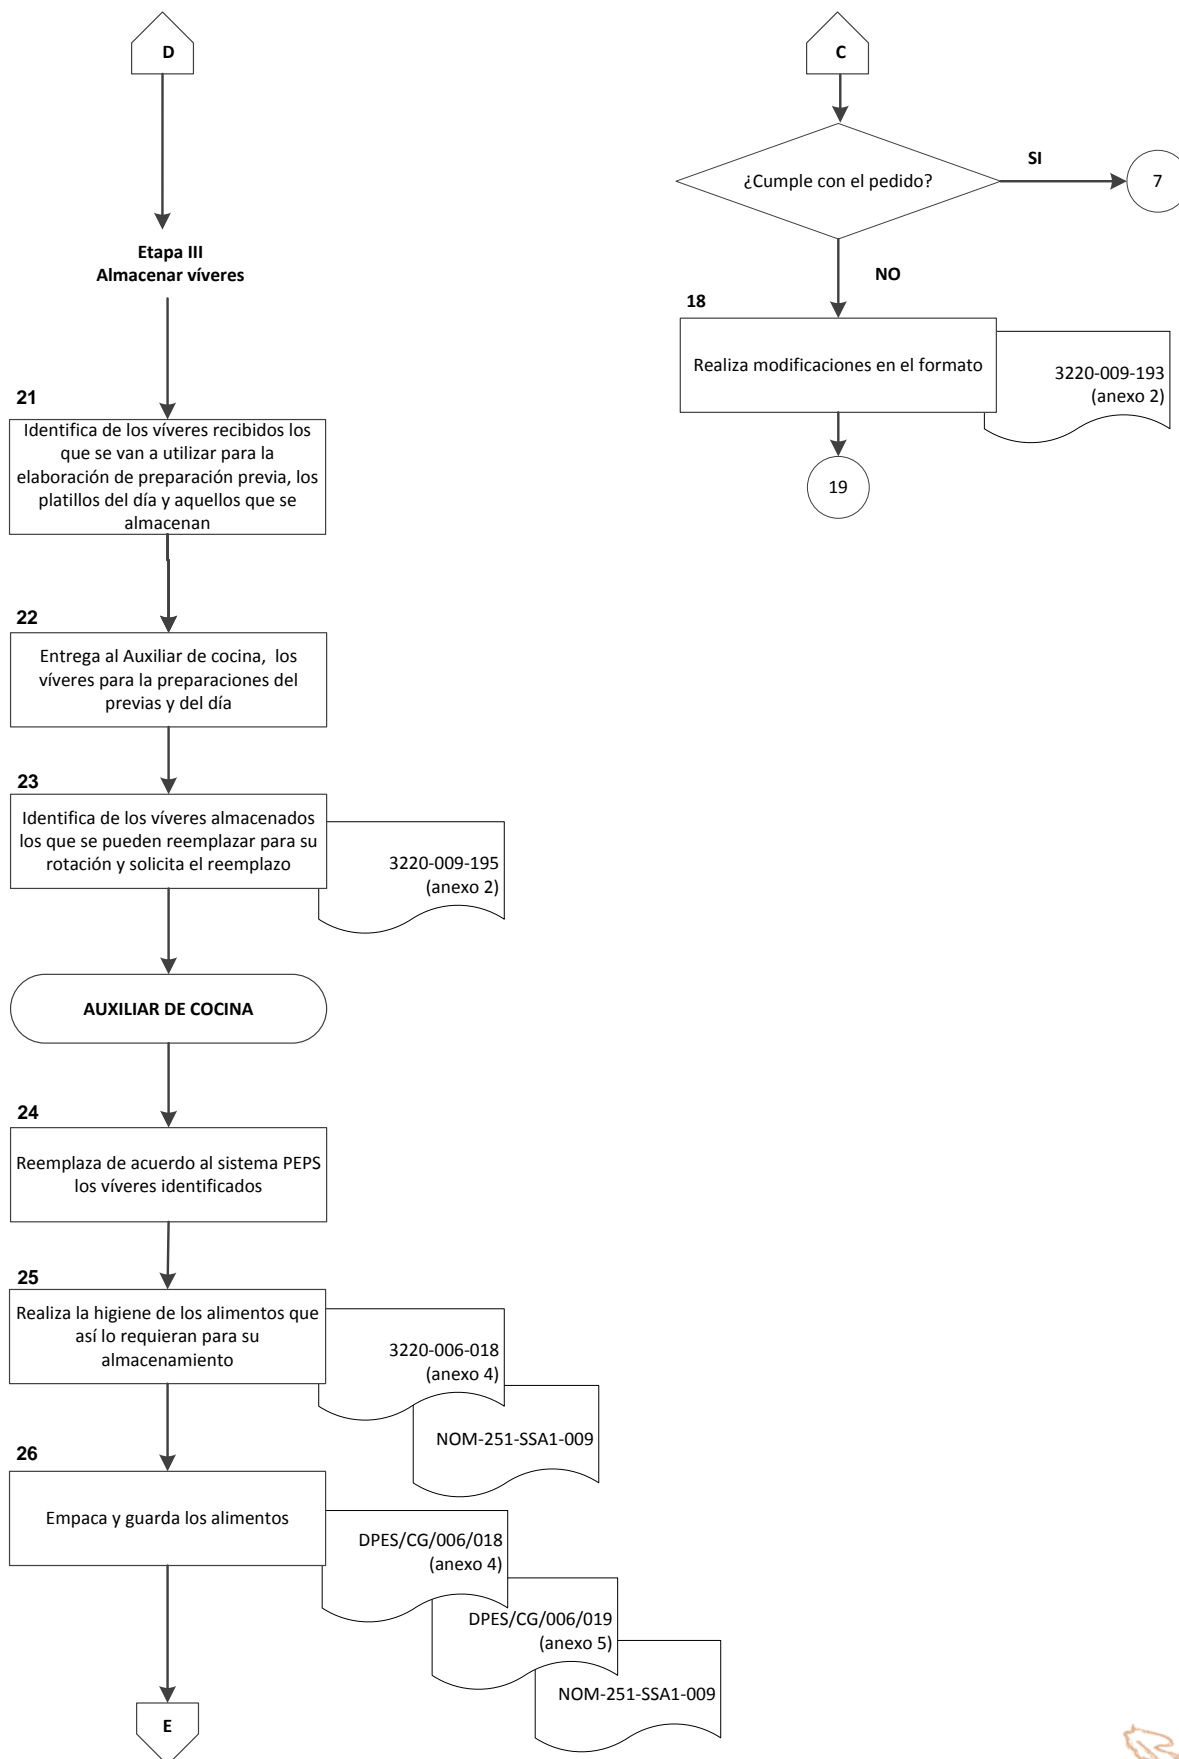 D
Etapa III
Almacenar víveres
21
Identifica de los víveres recibidos los
que se van a utilizar para la
elaboración de preparación previa, los
platillos del día y aquellos que se
almacenan
22
Entrega al Auxiliar de cocina, los
víveres para la preparaciones del
previas y del día
23
Identifica de los víveres almacenados
los que se pueden reemplazar para su
rotación y solicita el reemplazo
3220-009-195
(anexo 2)
AUXILIAR DE COCINA
24
Reemplaza de acuerdo al sistema PEPS
los víveres identificados
25
Realiza la higiene de los alimentos que
así lo requieran para su
almacenamiento
3220-006-018
(anexo 4)
NOM-251-SSA1-009
26
Empaca y guarda los alimentos
DPES/CG/006/018
(anexo 4)
DPES/CG/006/019
(anexo 5)
NOM-251-SSA1-009
E
C
¿Cumple con el pedido?
SI
7
NO
18
Realiza modificaciones en el formato
3220-009-193
(anexo 2)
19